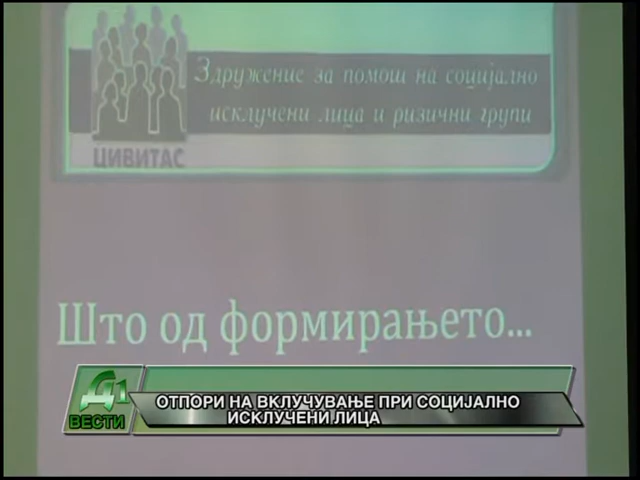 Здружение за помош на социјално
исклучени лица и ризични групи
ЦИВИТАС
Што од формирањето...
Д1
ВЕСТИ
ОТПОРИ НА ВКЛУЧУВАЊЕ ПРИ СОЦИЈАЛНО
ИСКЛУЧЕНИ ЛИЦА